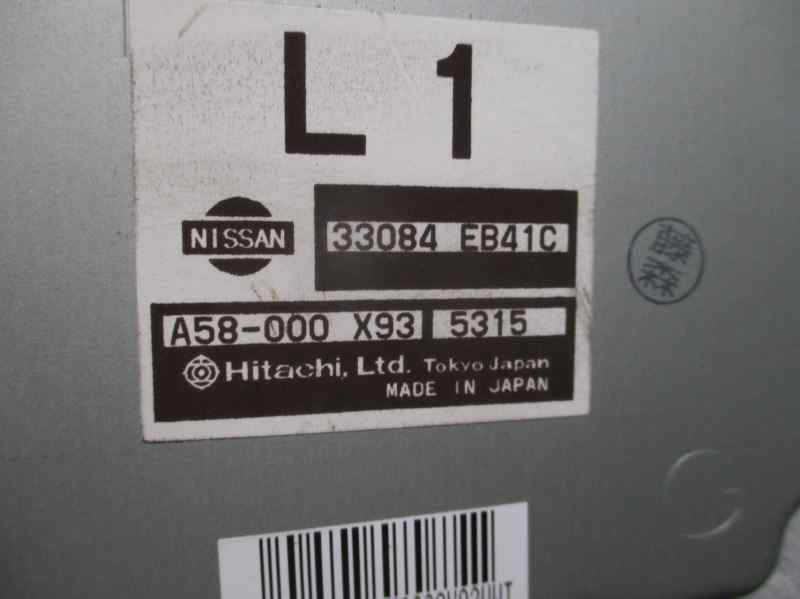 L 1
NISSAN
33084 EB41C
A58-000 X93 5315
Hitachi, Ltd. Tokyo Japan
MADE IN JAPAN
G